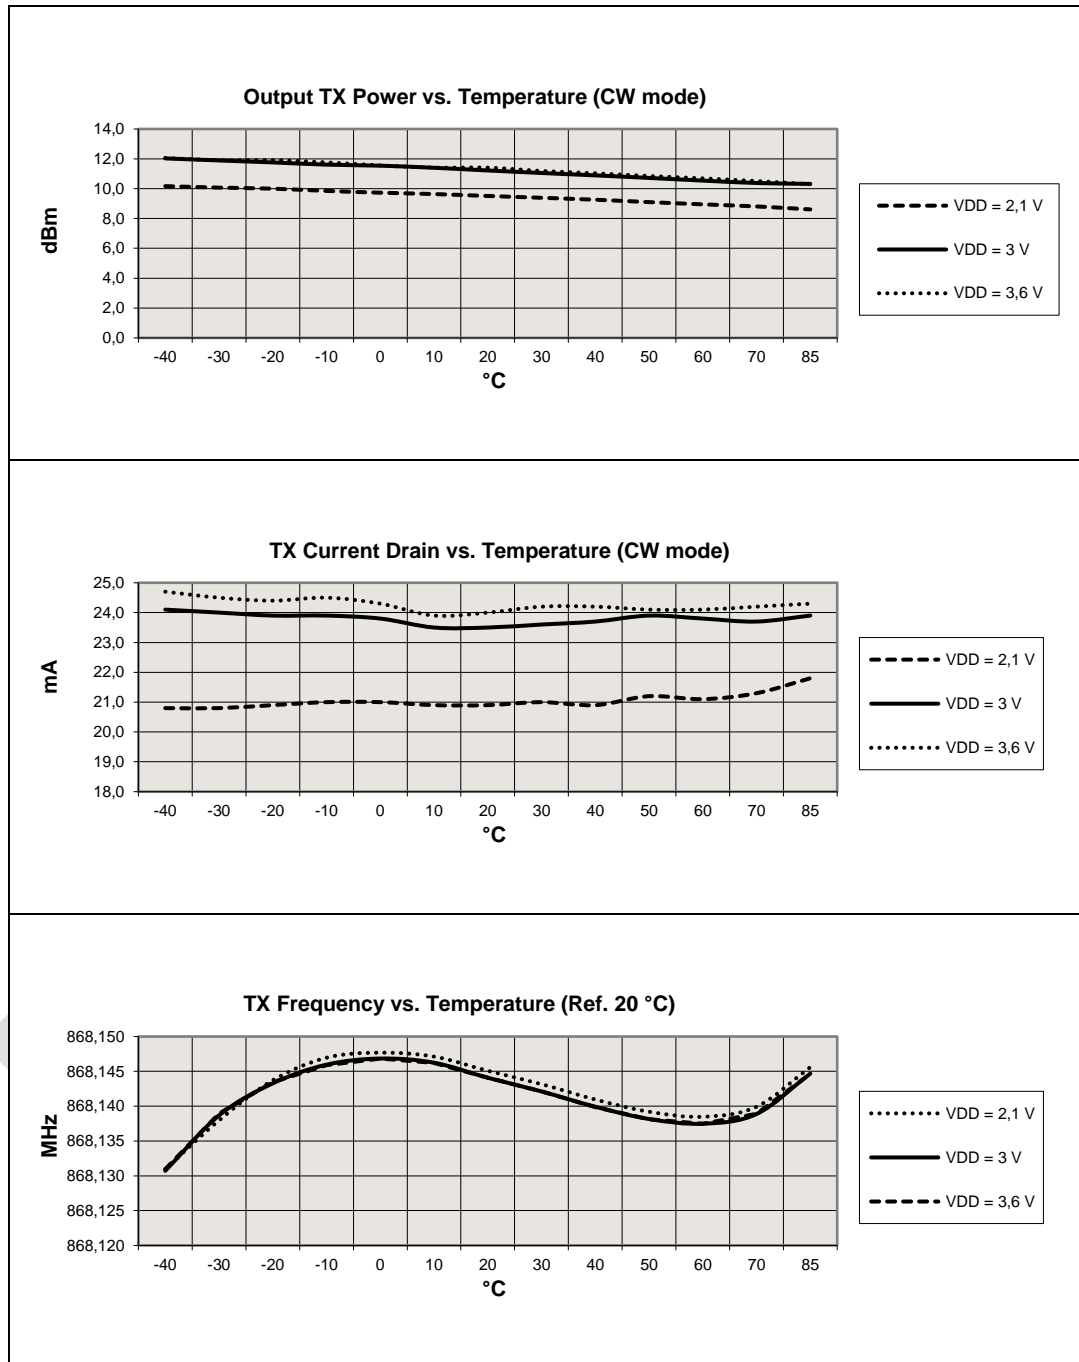 Output TX Power vs. Temperature (CW mode)
14,0
12,0
10,0
8,0
6,0
4,0
2,0
0,0
dBm
-40 -30 -20 -10 0 10 20 30 40 50 60 70 85
°C
VDD = 2,1 V
VDD = 3 V
VDD = 3,6 V
TX Current Drain vs. Temperature (CW mode)
25,0
24,0
23,0
22,0
21,0
20,0
19,0
18,0
mA
-40 -30 -20 -10 0 10 20 30 40 50 60 70 85
°C
VDD = 2,1 V
VDD = 3 V
VDD = 3,6 V
TX Frequency vs. Temperature (Ref. 20 °C)
868,150
868,145
868,140
868,135
868,130
868,125
868,120
MHz
-40 -30 -20 -10 0 10 20 30 40 50 60 70 85
°C
VDD = 2,1 V
VDD = 3 V
VDD = 3,6 V